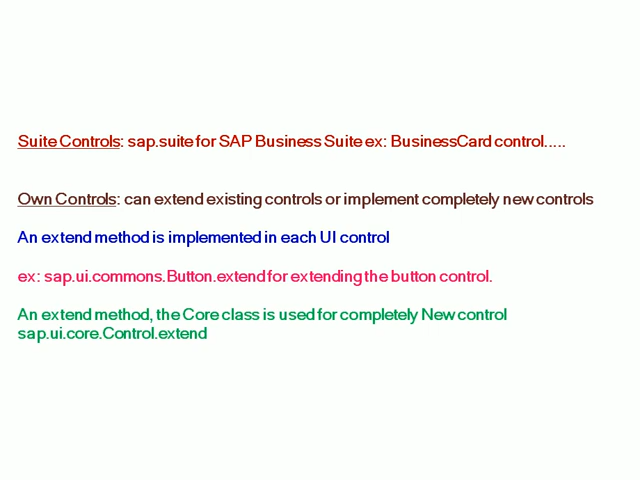 Suite Controls: sap.suite for SAP Business Suite ex: BusinessCard control.....
Own Controls: can extend existing controls or implement completely new controls
An extend method is implemented in each UI control
ex: sap.ui.commons.Button.extend for extending the button control.
An extend method, the Core class is used for completely New control
sap.ui.core.Control.extend